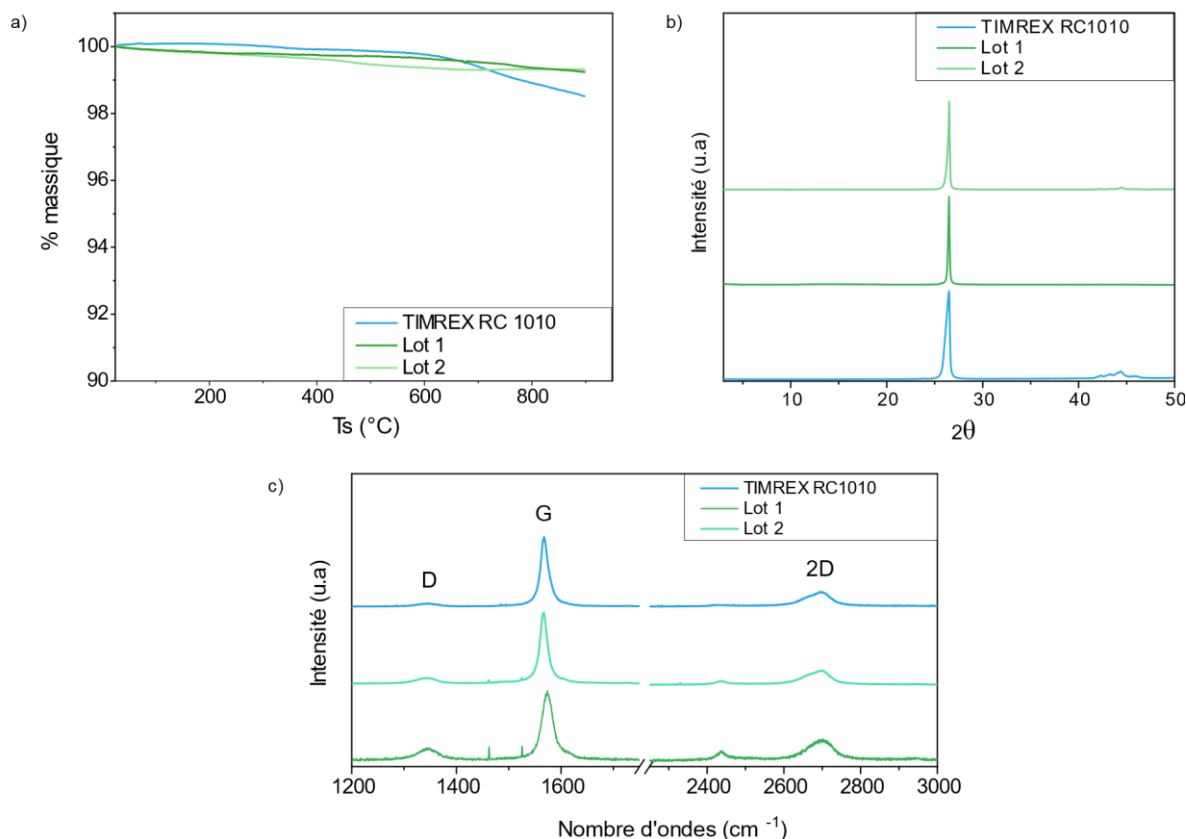 a)
100
98
96
94
92
90
% massique
200 400 600 800
Ts (°C)
TIMREX RC 1010
Lot 1
Lot 2
b)
TIMREX RC1010
Lot 1
Lot 2
Intensité (u.a)
10 20 30 40 50
2θ
c)
TIMREX RC1010
Lot 1
Lot 2
D
G
2D
Intensité (u.a)
1200 1400 1600 2400 2600 2800 3000
Nombre d'ondes (cm ⁻¹)